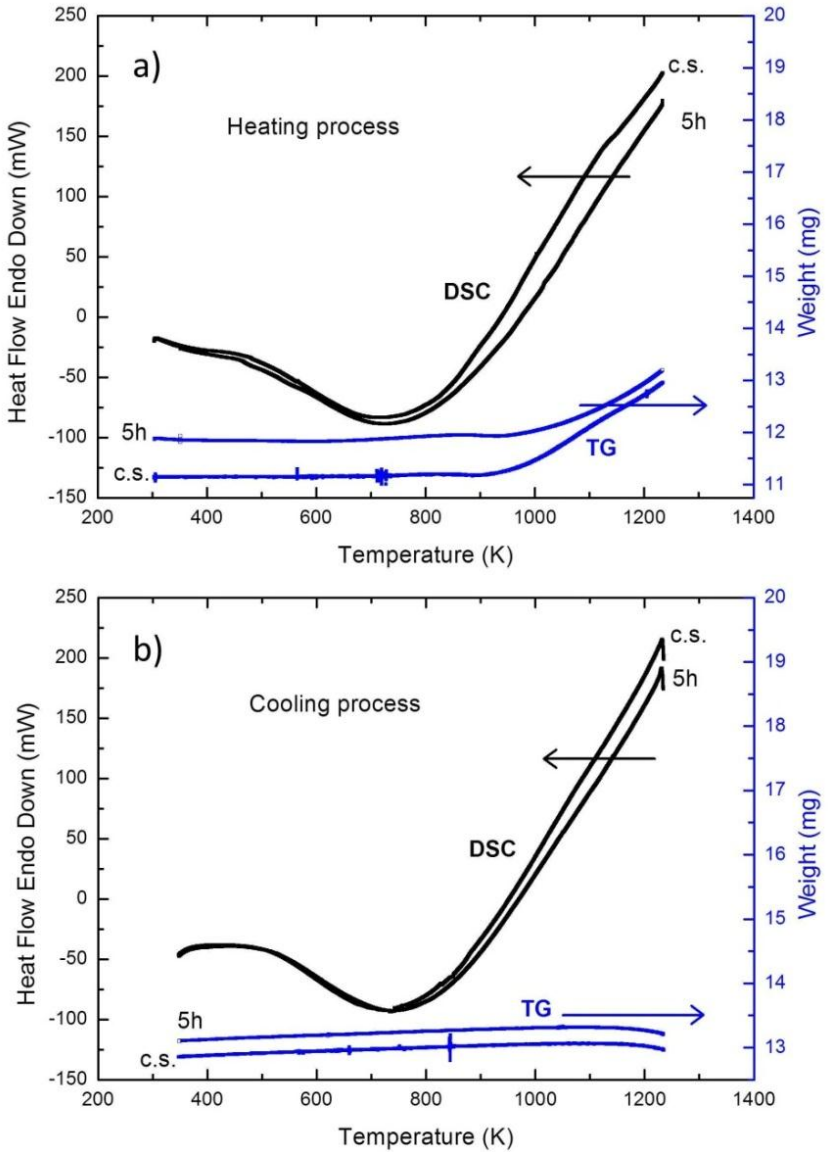 250
200
150
100
50
0
-50
-100
-150
Heat Flow Endo Down (mW)
a)
Heating process
c.s.
5h
DSC
5h
c.s.
TG
20
19
18
17
16
15
14
13
12
11
Weight (mg)
200 400 600 800 1000 1200 1400
Temperature (K)
250
200
150
100
50
0
-50
-100
-150
Heat Flow Endo Down (mW)
b)
Cooling process
c.s.
5h
DSC
TG
5h
c.s.
20
19
18
17
16
15
14
13
Weight (mg)
200 400 600 800 1000 1200 1400
Temperature (K)